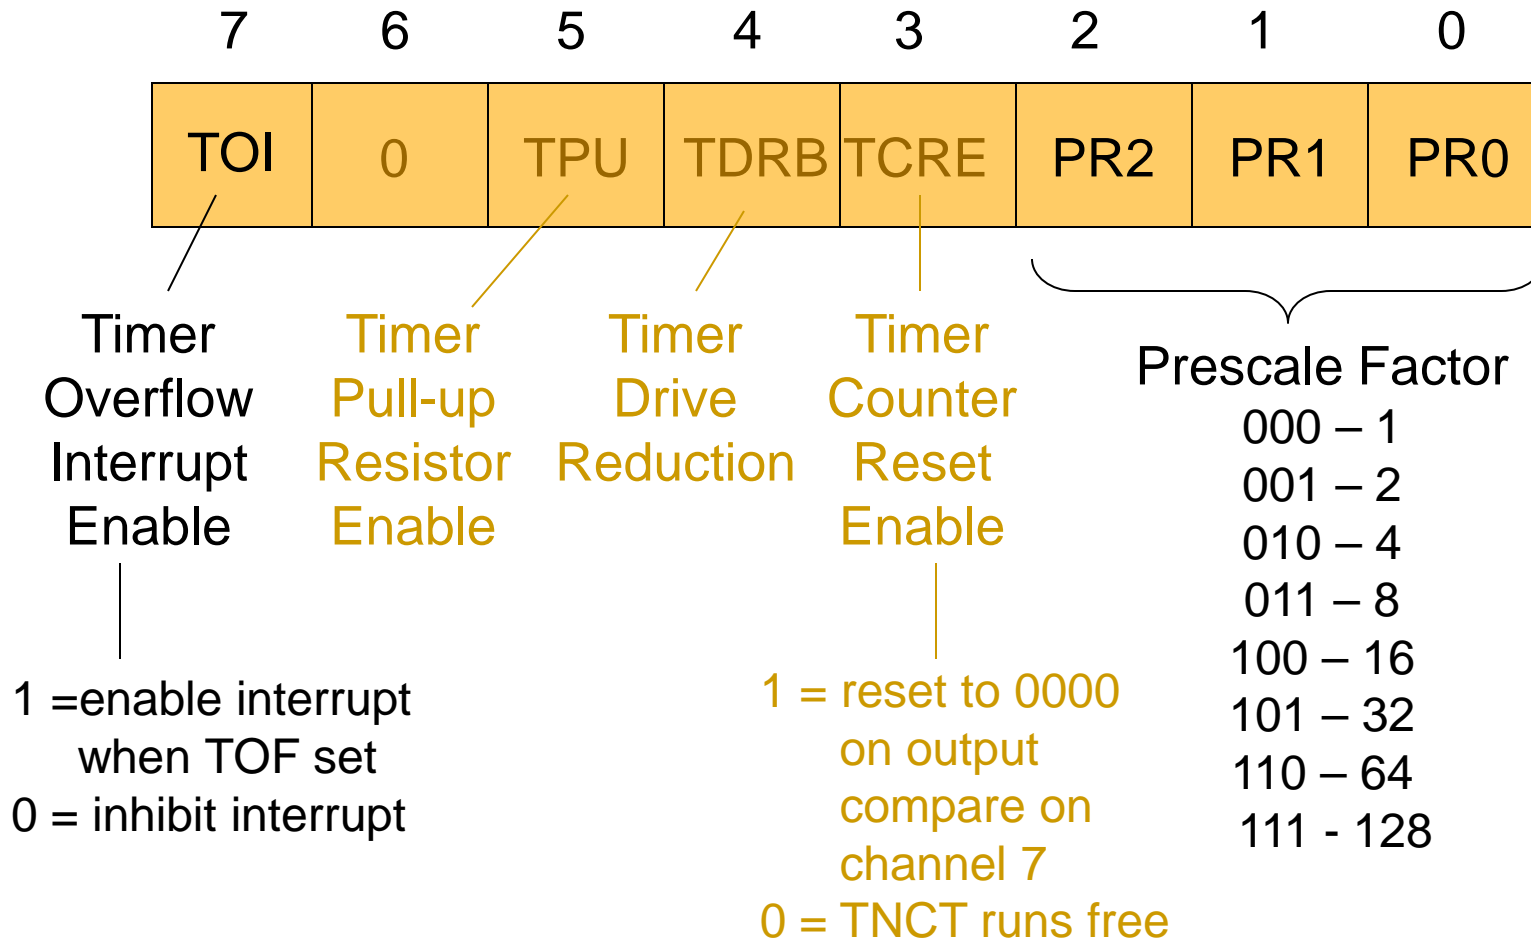 7 6 5 4 3 2 1 0
TOI 0 TPU TDRB TCRE PR2 PR1 PR0
Timer
Overflow
Interrupt
Enable
Timer
Pull-up
Resistor
Enable
Timer
Drive
Reduction
Timer
Counter
Reset
Enable
Prescale Factor
000 – 1
001 – 2
010 – 4
011 – 8
100 – 16
101 – 32
110 – 64
111 - 128
1 =enable interrupt
when TOF set
0 = inhibit interrupt
1 = reset to 0000
on output
compare on
channel 7
0 = TNCT runs free